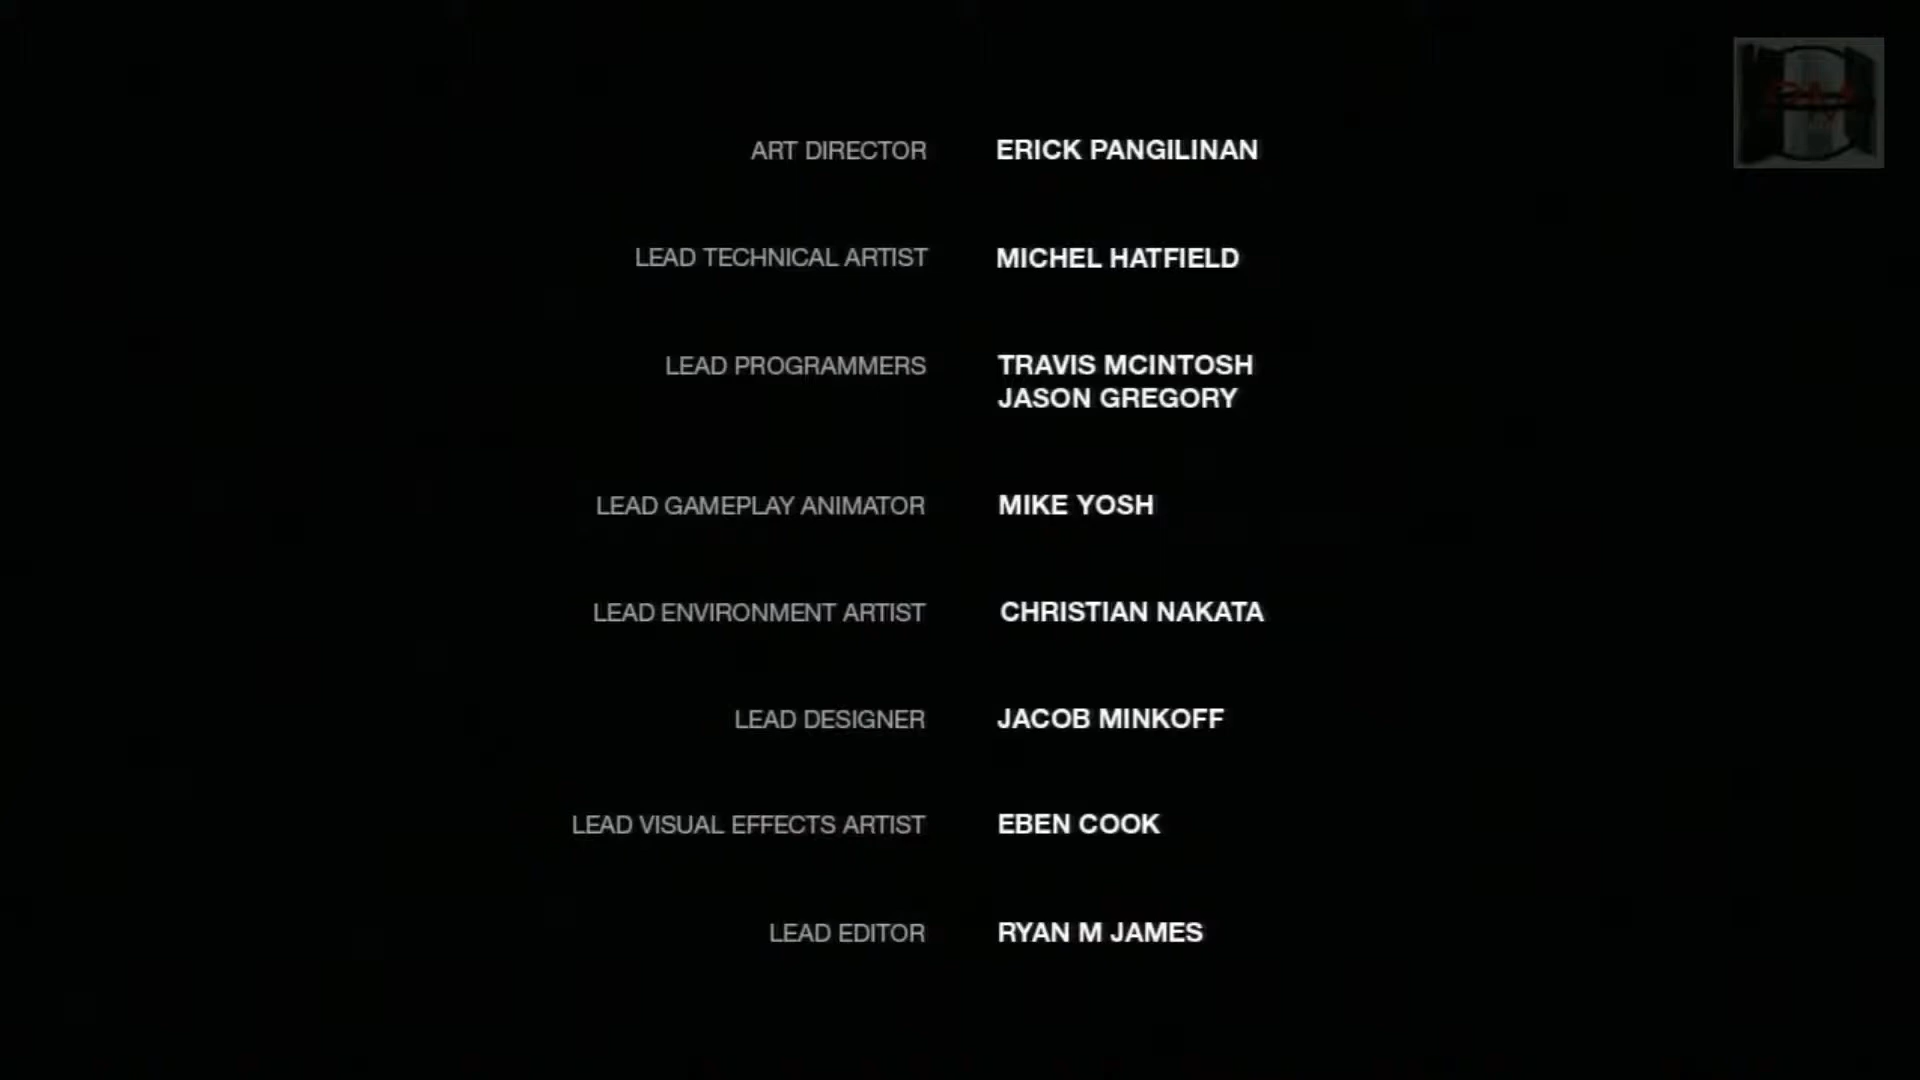 ART DIRECTOR ERICK PANGILINAN
LEAD TECHNICAL ARTIST MICHEL HATFIELD
LEAD PROGRAMMERS TRAVIS MCINTOSH
JASON GREGORY
LEAD GAMEPLAY ANIMATOR MIKE YOSH
LEAD ENVIRONMENT ARTIST CHRISTIAN NAKATA
LEAD DESIGNER JACOB MINKOFF
LEAD VISUAL EFFECTS ARTIST EBEN COOK
LEAD EDITOR RYAN M JAMES